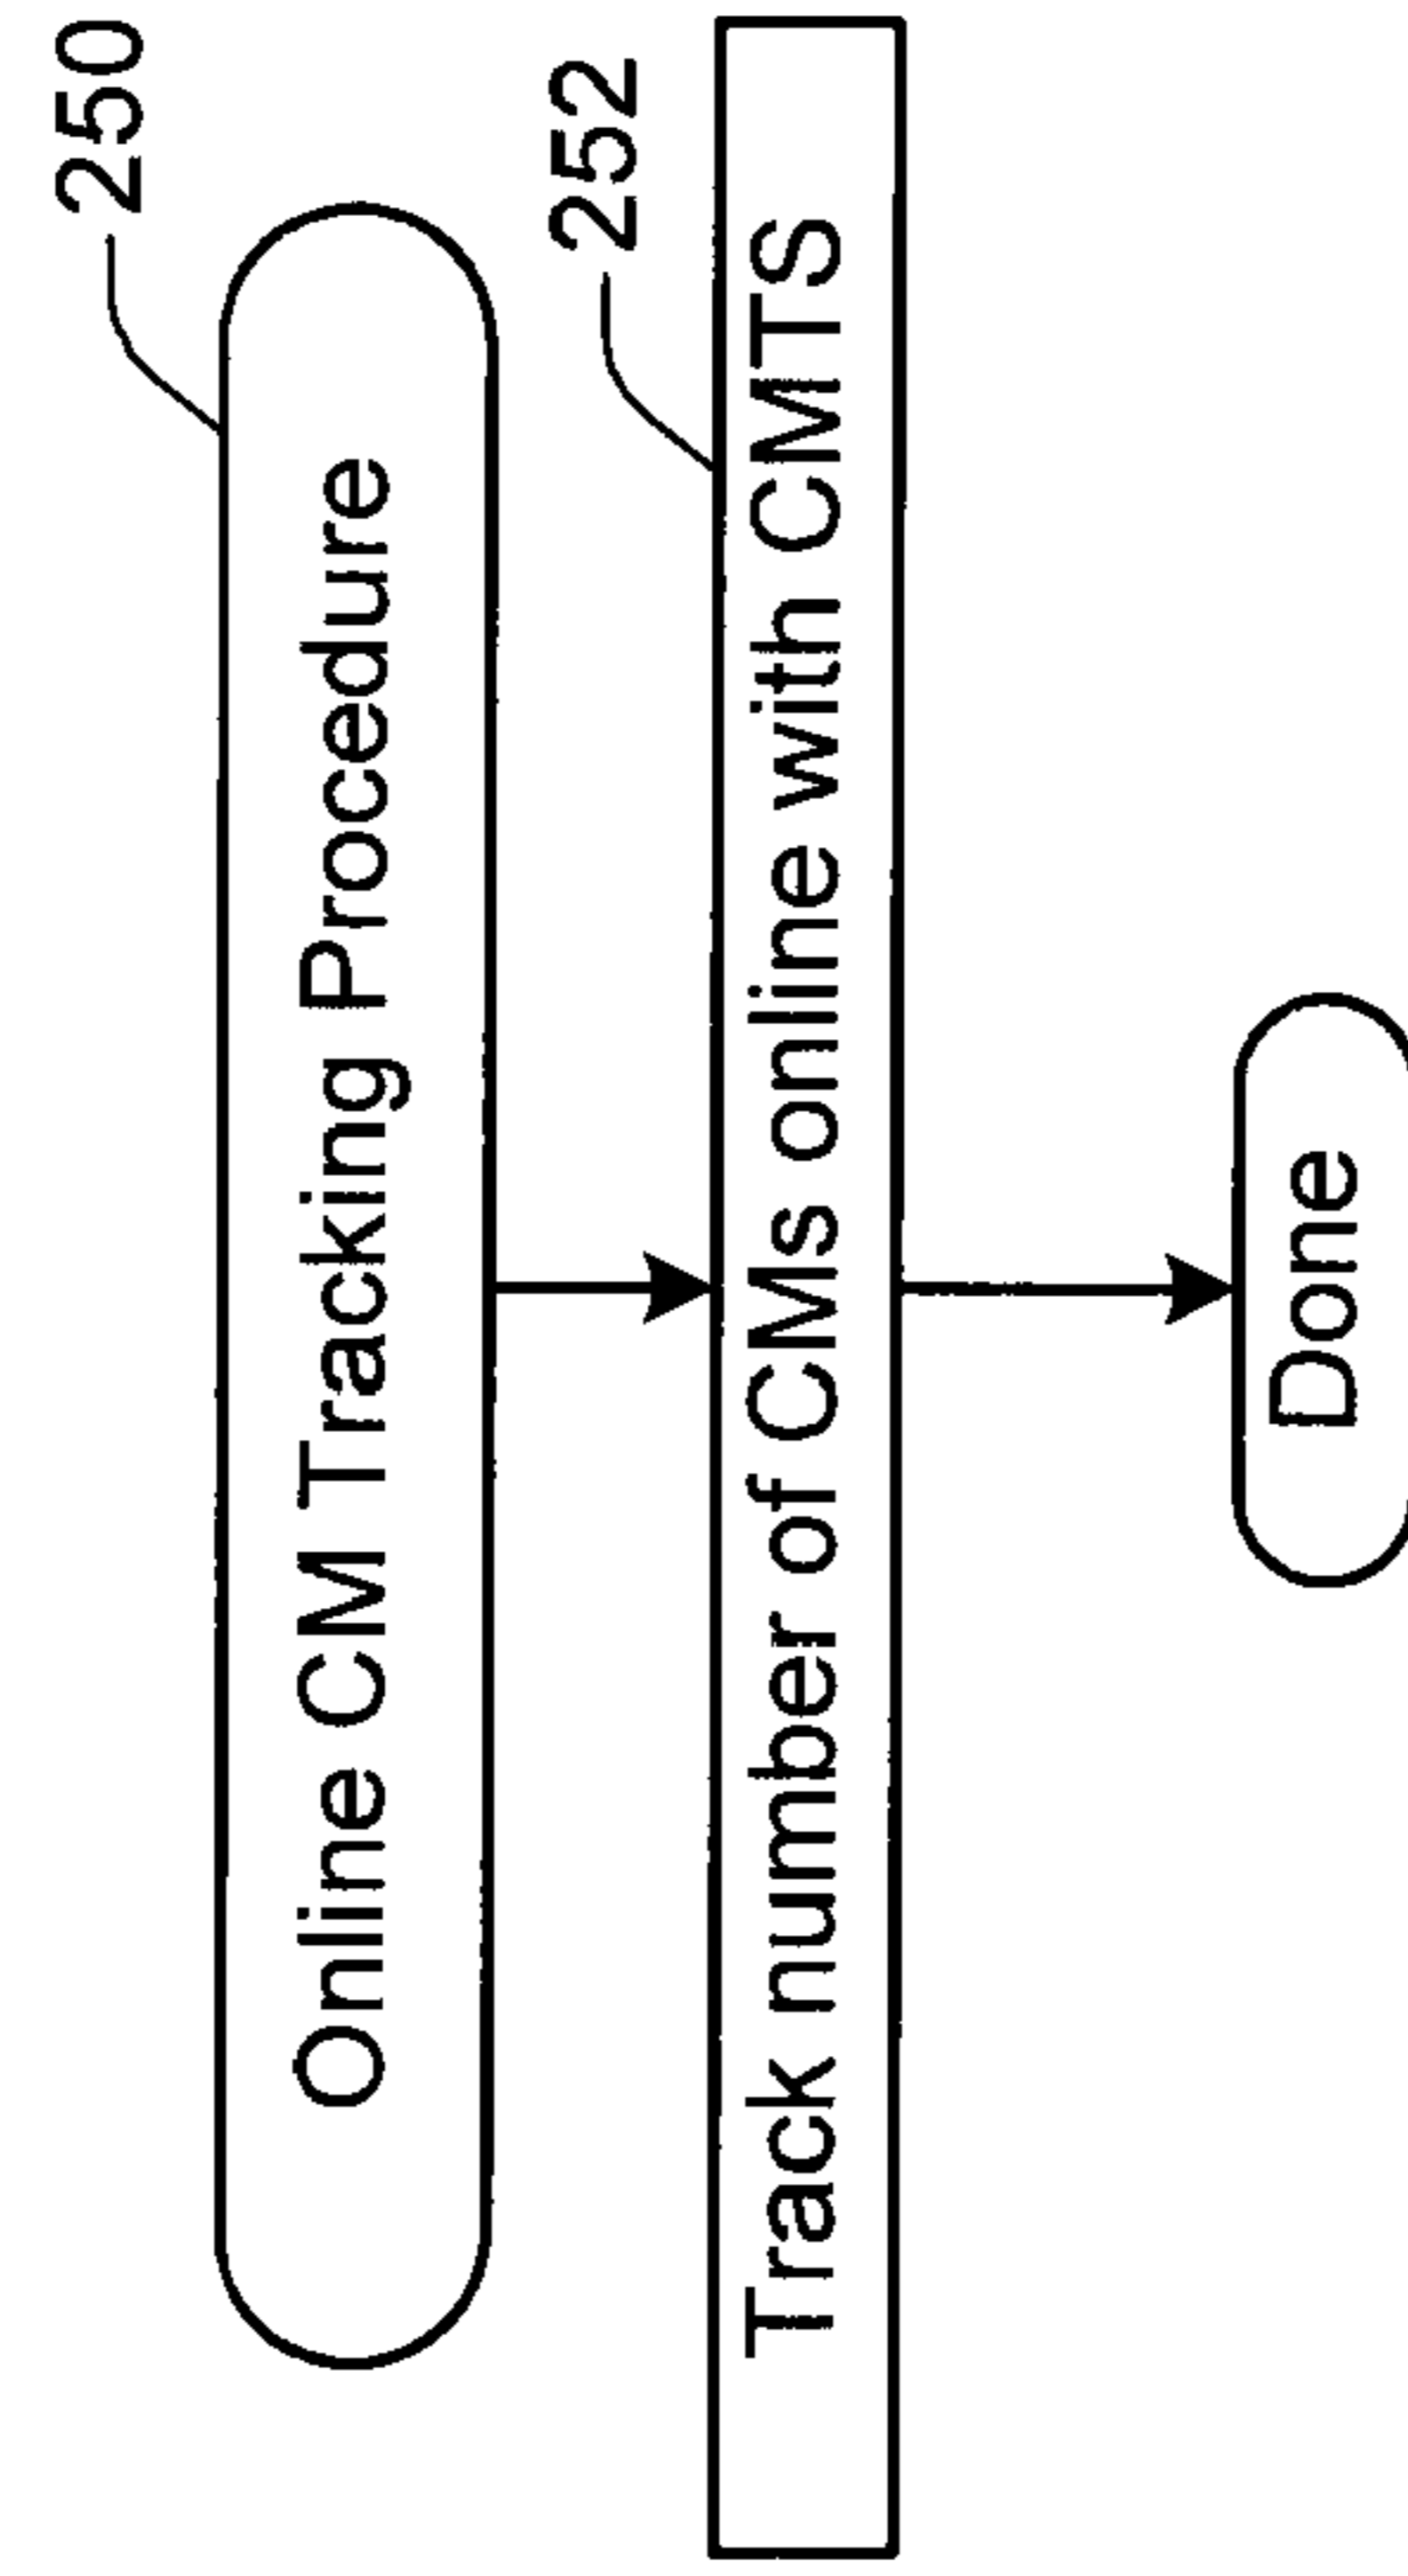 250
Online CM Tracking Procedure
252
Track number of CMs online with CMTS
Done